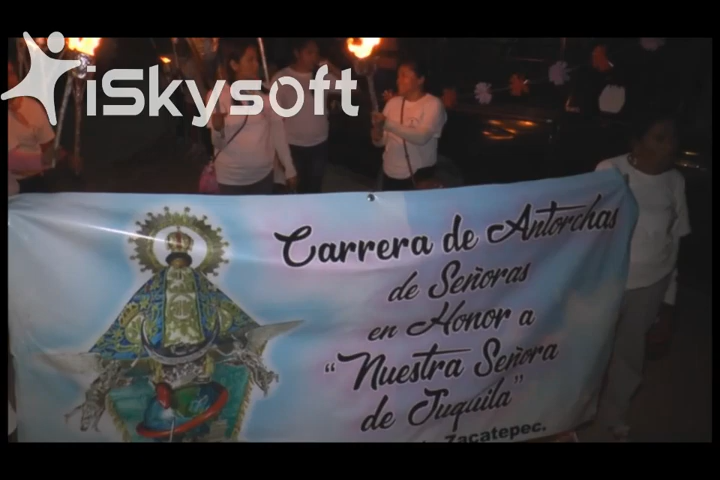 iSkysoft
Carrera de Antorchas
de Señoras
en Honor a
"Nuestra Señora
de Juquila"
Zacatepec.